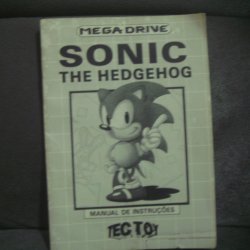 MEGA DRIVE
SONIC
THE HEDGEHOG
MANUAL DE INSTRUÇÕES
TEC TOY